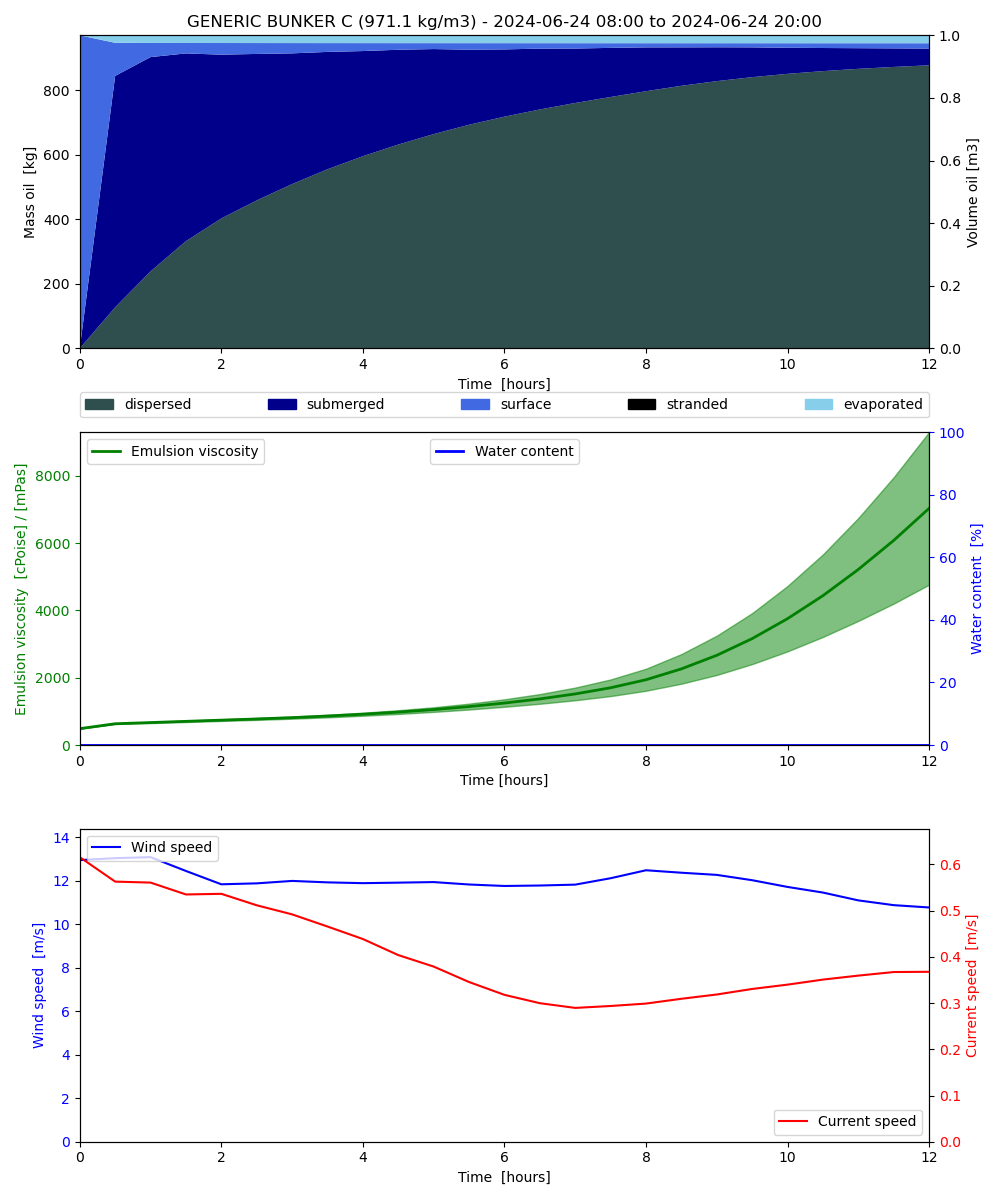 GENERIC BUNKER C (971.1 kg/m3) - 2024-06-24 08:00 to 2024-06-24 20:00
Mass oil [kg]
800
600
400
200
0
1.0
0.8
0.6
0.4
0.2
0.0
Volume oil [m3]
0 2 4 6 8 10 12
Time [hours]
dispersed submerged surface stranded evaporated
Emulsion viscosity [cPoise] / [mPas]
8000
6000
4000
2000
0
Emulsion viscosity
Water content
100
80
60
40
20
0
Water content [%]
0 2 4 6 8 10 12
Time [hours]
Wind speed [m/s]
14
12
10
8
6
4
2
0
Wind speed
0.6
0.5
0.4
0.3
0.2
0.1
0.0
Current speed [m/s]
Current speed
0 2 4 6 8 10 12
Time [hours]